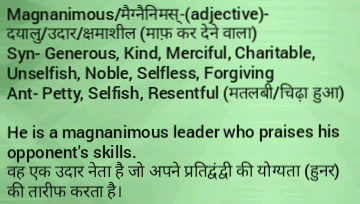 Magnanimous/मैग्नैनिमस्-(adjective)-
दयालु/उदार/क्षमाशील (माफ़ कर देने वाला)
Syn- Generous, Kind, Merciful, Charitable,
Unselfish, Noble, Selfless, Forgiving
Ant- Petty, Selfish, Resentful (मतलबी/चिढ़ा हुआ)
He is a magnanimous leader who praises his
opponent's skills.
वह एक उदार नेता है जो अपने प्रतिद्वंद्वी की योग्यता (हुनर)
की तारीफ करता है।